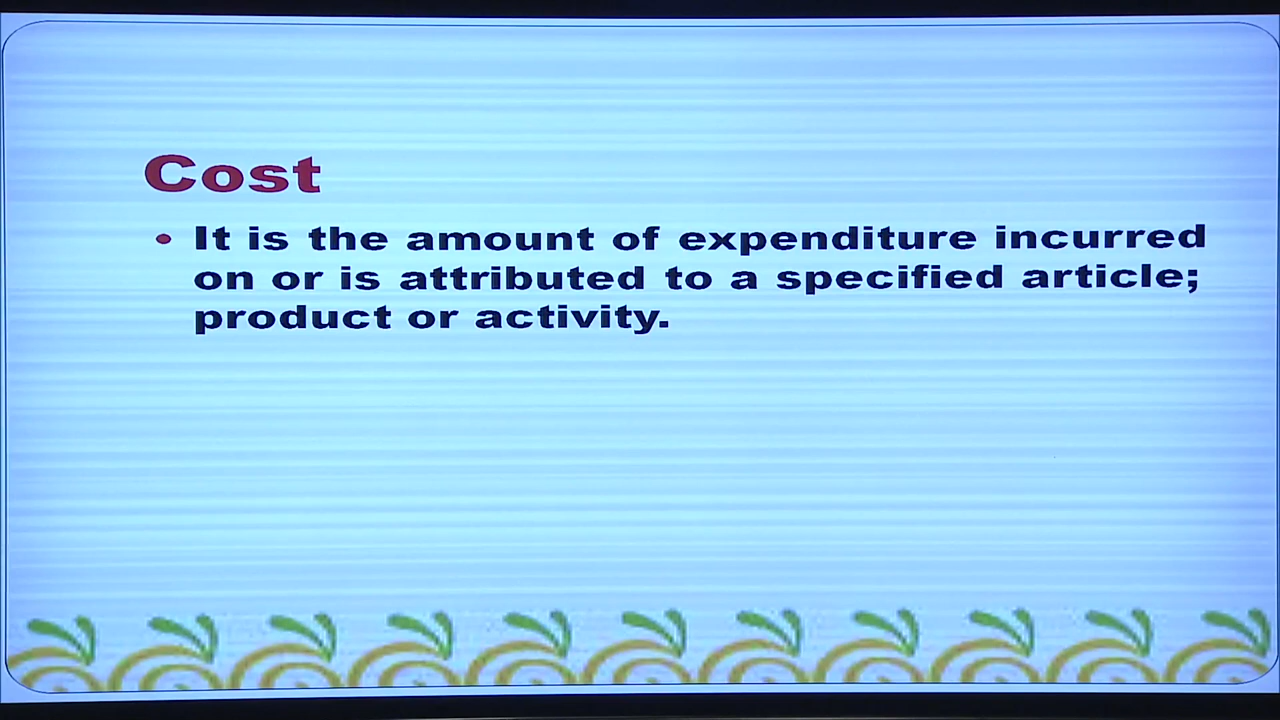 Cost
• It is the amount of expenditure incurred
on or is attributed to a specified article;
product or activity.